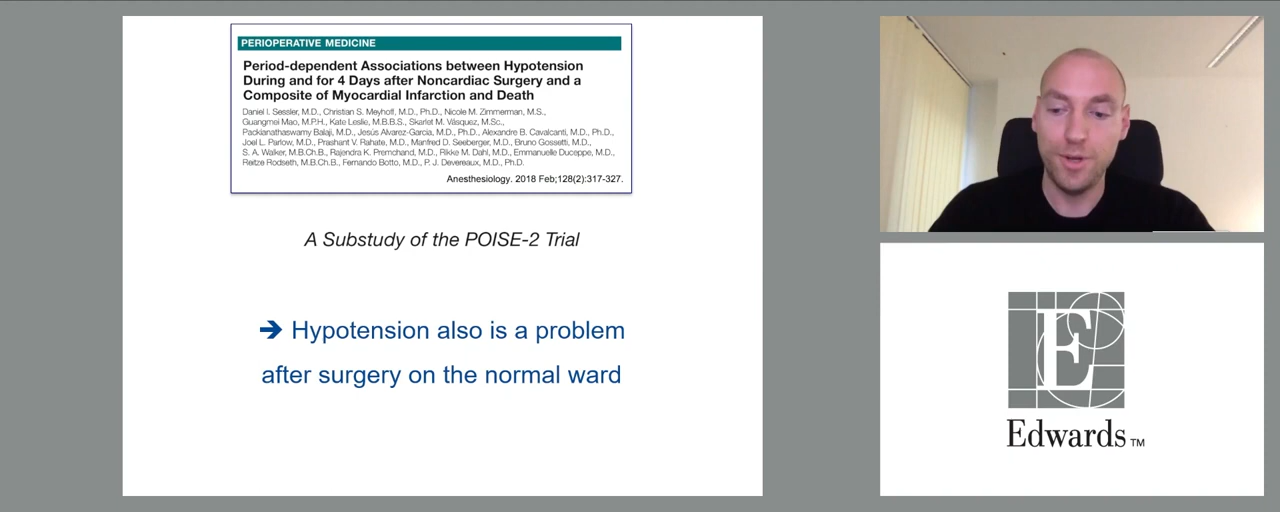 PERIOPERATIVE MEDICINE
Period-dependent Associations between Hypotension
During and for 4 Days after Noncardiac Surgery and a
Composite of Myocardial Infarction and Death
Daniel I. Sessler, M.D., Christian S. Meyhoff, M.D., Ph.D., Nicole M. Zimmerman, M.S.,
Guangmei Mao, M.P.H., Kate Leslie, M.B.B.S., Skarlet M. Vásquez, M.Sc.,
Packianathaswamy Balaji, M.D., Jesús Alvarez-Garcia, M.D., Ph.D., Alexandre B. Cavalcanti, M.D., Ph.D.,
Joel L. Parlow, M.D., Prashant V. Rahate, M.D., Manfred D. Seeberger, M.D., Bruno Gossetti, M.D.,
S. A. Walker, M.B.Ch.B., Rajendra K. Premchand, M.D., Rikke M. Dahl, M.D., Emmanuelle Duceppe, M.D.,
Reitze Rodseth, M.B.Ch.B., Fernando Botto, M.D., P. J. Devereaux, M.D., Ph.D.
Anesthesiology. 2018 Feb;128(2):317-327.
A Substudy of the POISE-2 Trial
➔ Hypotension also is a problem
after surgery on the normal ward
E
Edwards TM